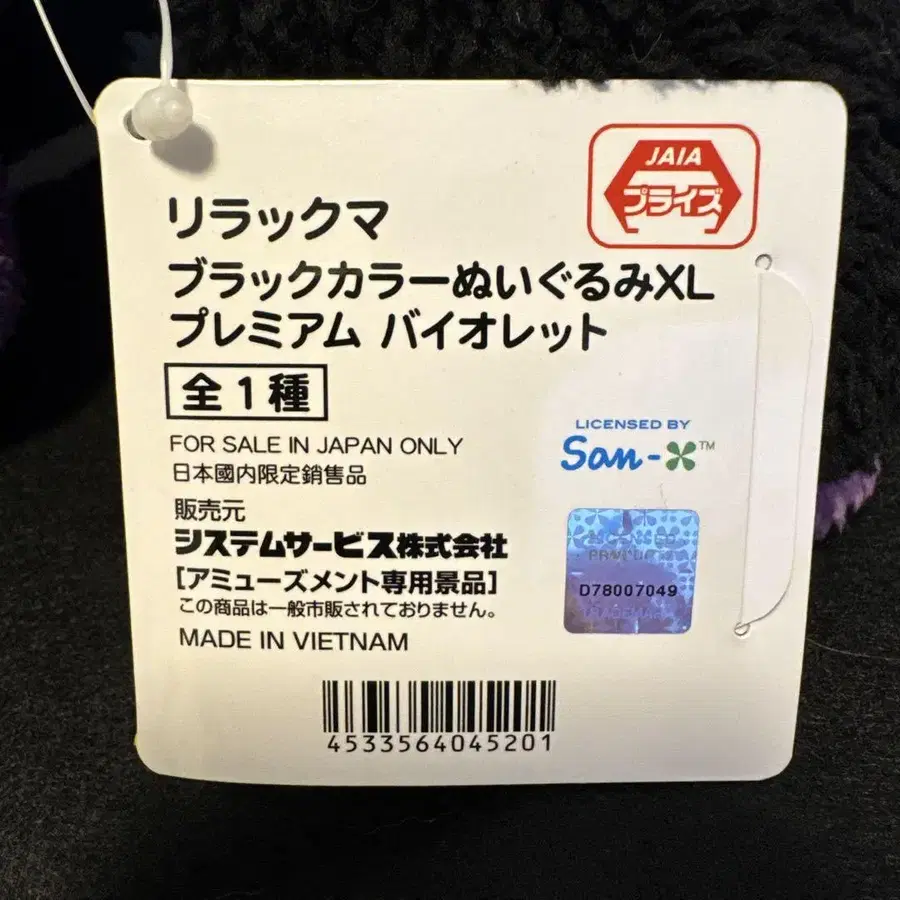 JAIA
プライズ
リラックマ
ブラックカラーぬいぐるみXL
プレミアム バイオレット
全1種
FOR SALE IN JAPAN ONLY
日本國内限定銷售品
販売元
システムサービス株式会社
[アミューズメント専用景品]
この商品は一般市販されておりません。
MADE IN VIETNAM
LICENSED BY
San-X™
D78007049
4533564045201